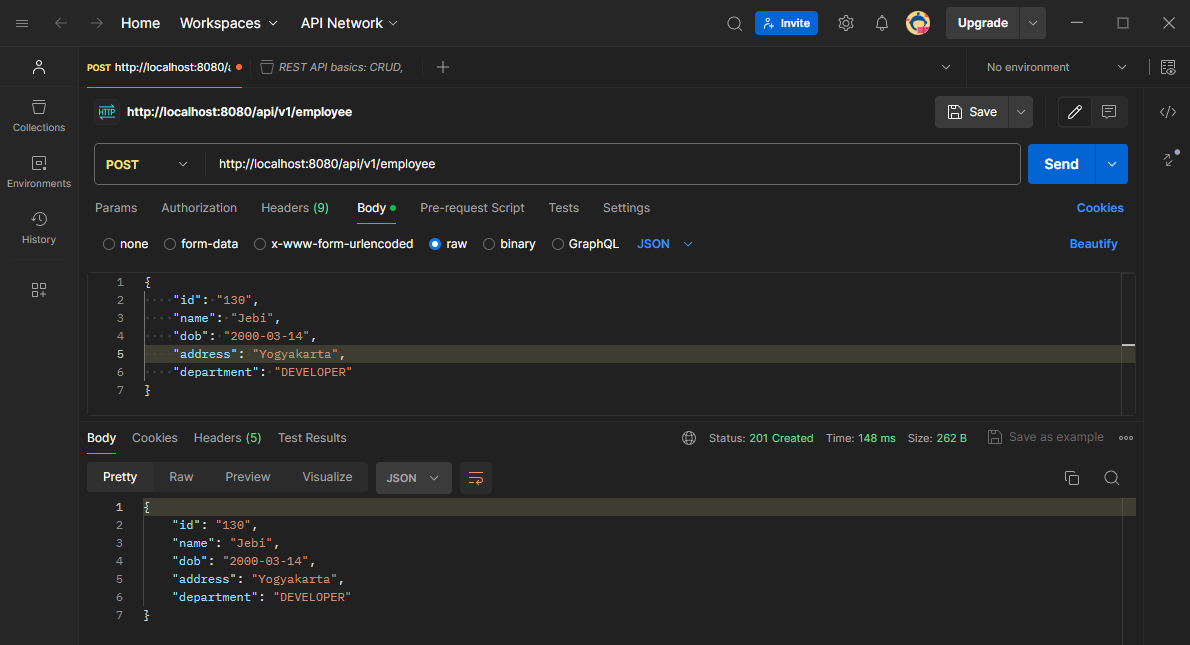 Home Workspaces API Network Invite Upgrade
POST http://localhost:8080/a REST API basics: CRUD, No environment
Collections
Environments
History
HTTP http://localhost:8080/api/v1/employee Save
POST http://localhost:8080/api/v1/employee Send
Params Authorization Headers (9) Body Pre-request Script Tests Settings Cookies
none form-data x-www-form-urlencoded raw binary GraphQL JSON Beautify
1 {
2 "id": "130",
3 "name": "Jebi",
4 "dob": "2000-03-14",
5 "address": "Yogyakarta",
6 "department": "DEVELOPER"
7 }
Body Cookies Headers (5) Test Results Status: 201 Created Time: 148 ms Size: 262 B Save as example
Pretty Raw Preview Visualize JSON
1 {
2 "id": "130",
3 "name": "Jebi",
4 "dob": "2000-03-14",
5 "address": "Yogyakarta",
6 "department": "DEVELOPER"
7 }